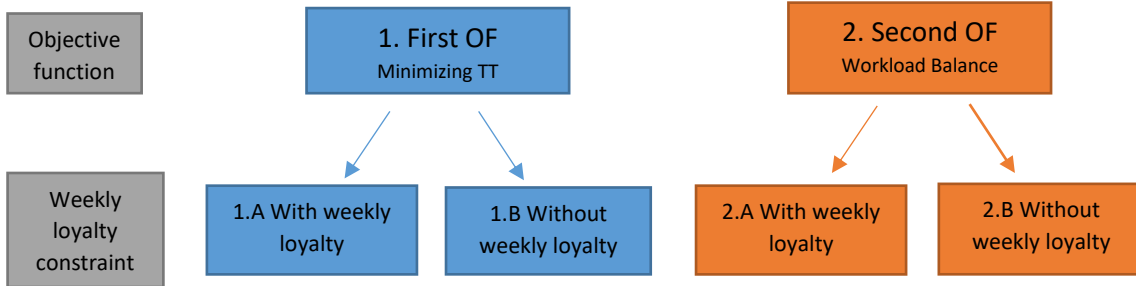 Objective
function
1. First OF
Minimizing TT
2. Second OF
Workload Balance
Weekly
loyalty
constraint
1.A With weekly
loyalty
1.B Without
weekly loyalty
2.A With weekly
loyalty
2.B Without
weekly loyalty